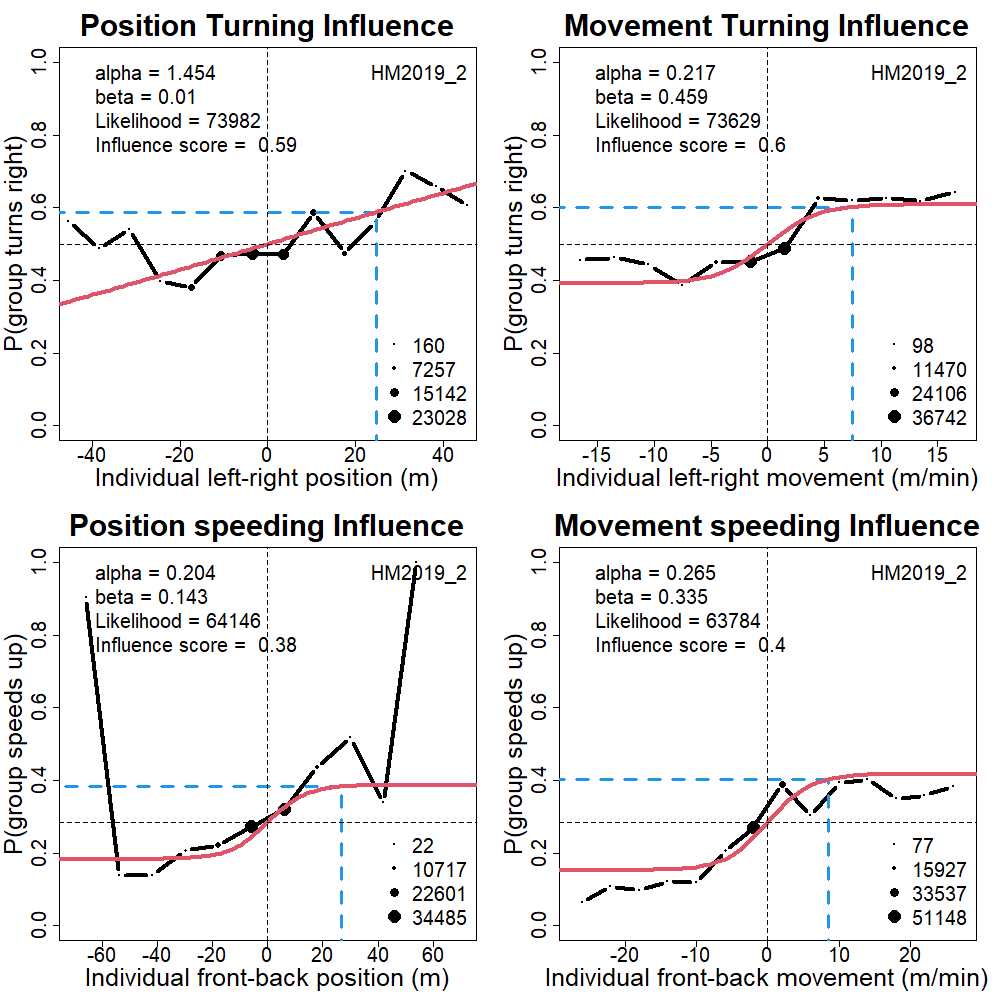 Position Turning Influence
alpha = 1.454
HM2019_2
beta = 0.01
Likelihood = 73982
Influence score =  0.59
P(group turns right)
1.0
0.8
0.6
0.4
0.2
0.0
160
7257
15142
23028
-40 -20 0 20 40
Individual left-right position (m)
Movement Turning Influence
alpha = 0.217
HM2019_2
beta = 0.459
Likelihood = 73629
Influence score =  0.6
P(group turns right)
1.0
0.8
0.6
0.4
0.2
0.0
98
11470
24106
36742
-15 -10 -5 0 5 10 15
Individual left-right movement (m/min)
Position speeding Influence
alpha = 0.204
HM2019_2
beta = 0.143
Likelihood = 64146
Influence score =  0.38
P(group speeds up)
1.0
0.8
0.6
0.4
0.2
0.0
22
10717
22601
34485
-60 -40 -20 0 20 40 60
Individual front-back position (m)
Movement speeding Influence
alpha = 0.265
HM2019_2
beta = 0.335
Likelihood = 63784
Influence score =  0.4
P(group speeds up)
1.0
0.8
0.6
0.4
0.2
0.0
77
15927
33537
51148
-20 -10 0 10 20
Individual front-back movement (m/min)